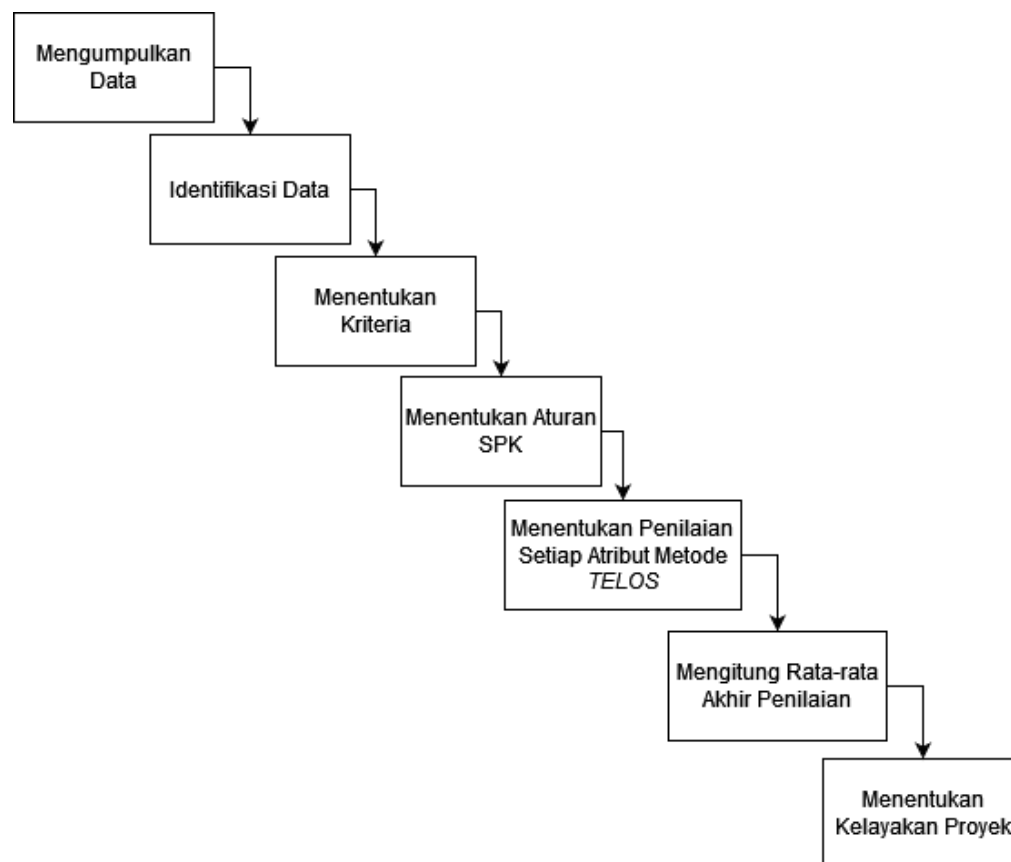 Mengumpulkan
Data
Identifikasi Data
Menentukan
Kriteria
Menentukan Aturan
SPK
Menentukan Penilaian
Setiap Atribut Metode
TELOS
Mengitung Rata-rata
Akhir Penilaian
Menentukan
Kelayakan Proyek